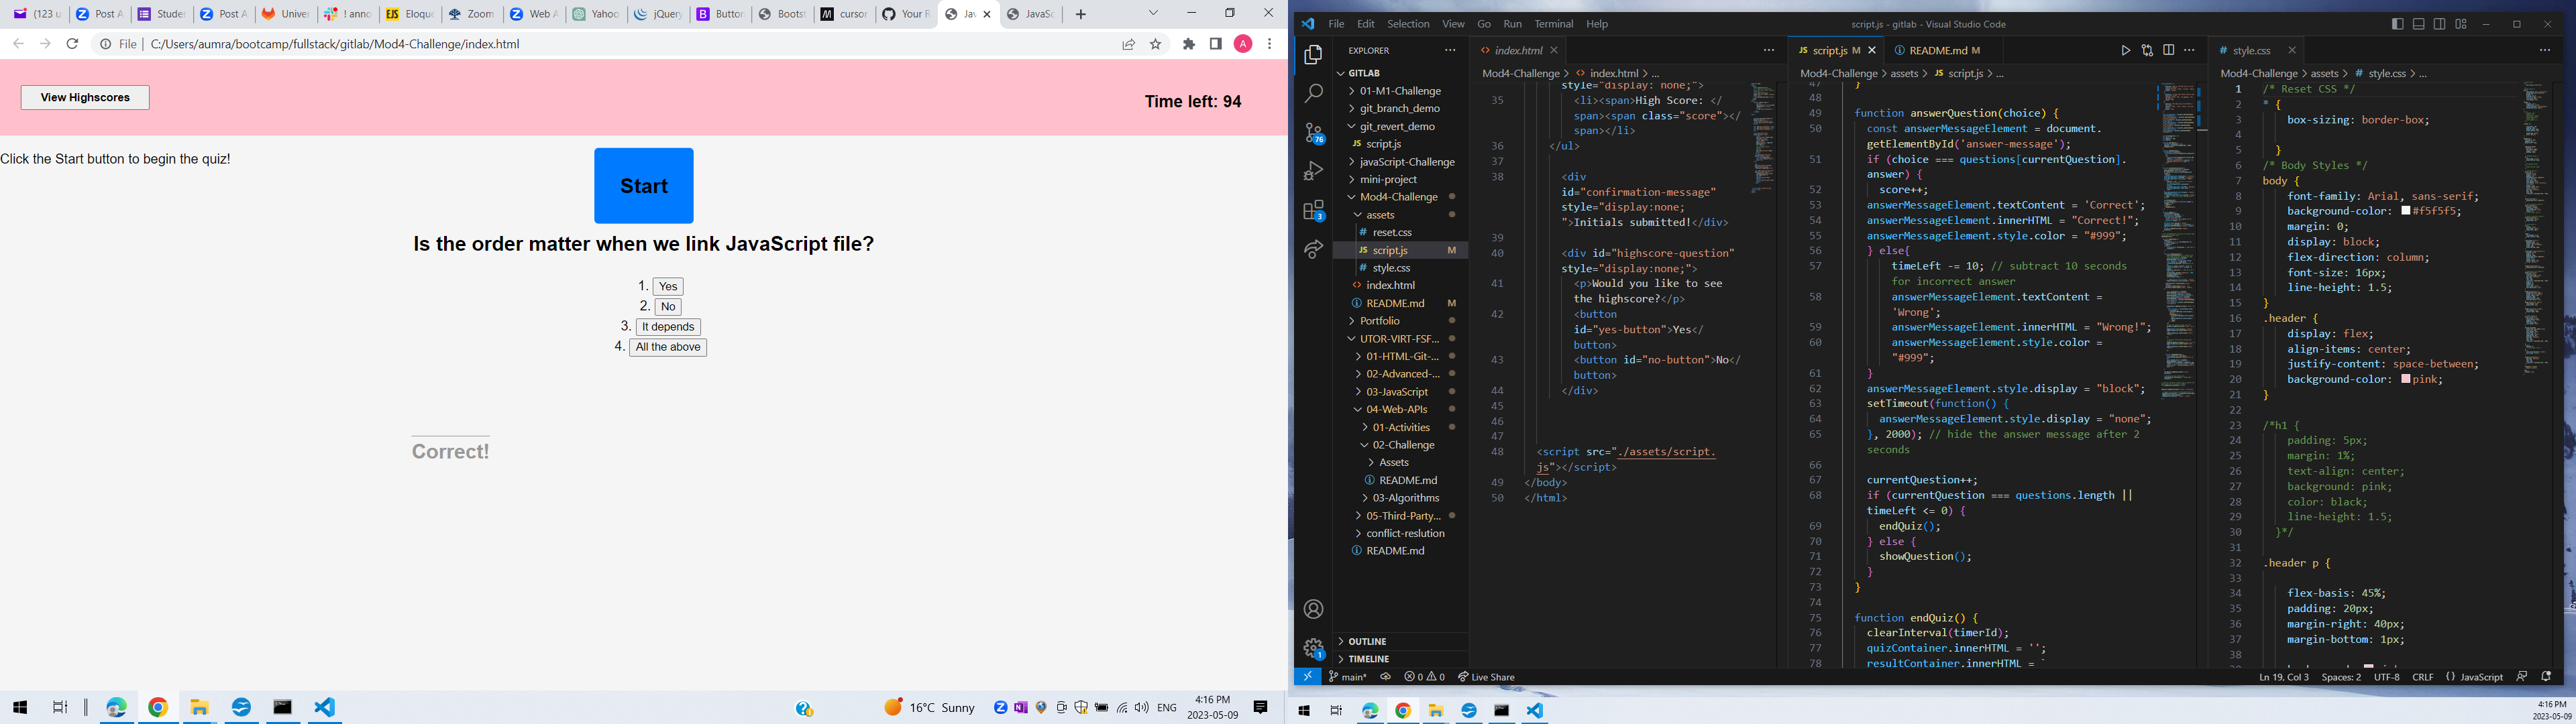 (123 u
Post A
Studer
Post A
Univer
! anno
Eloque
Zoom
Web A
Yahoo
jQuery
Button
Bootst
cursor
Your R
Jav
JavaSc
File
C:/Users/aumra/bootcamp/fullstack/gitlab/Mod4-Challenge/index.html
A
View Highscores
Time left: 94
Click the Start button to begin the quiz!
Start
Is the order matter when we link JavaScript file?
1. Yes
2. No
3. It depends
4. All the above
Correct!
16°C Sunny
ENG
4:16 PM
2023-05-09
File Edit Selection View Go Run Terminal Help
script.js - gitlab - Visual Studio Code
EXPLORER
GITLAB
01-M1-Challenge
git_branch_demo
git_revert_demo
JS script.js
javaScript-Challenge
mini-project
Mod4-Challenge
assets
# reset.css
JS script.js M
# style.css
<> index.html
README.md M
Portfolio
UTOR-VIRT-FSF...
01-HTML-Git-...
02-Advanced-...
03-JavaScript
04-Web-APIs
01-Activities
02-Challenge
Assets
README.md
03-Algorithms
05-Third-Party...
conflict-reslution
README.md
OUTLINE
TIMELINE
76
3
1
index.html
Mod4-Challenge > <> index.html > ...
style="display: none;">
35 <li><span>High Score: </
span><span class="score"></
span></li>
36 </ul>
37
38 <div
id="confirmation-message"
style="display:none;
">Initials submitted!</div>
39
40 <div id="highscore-question"
style="display:none;">
41 <p>Would you like to see
the highscore?</p>
42 <button
id="yes-button">Yes</
button>
43 <button id="no-button">No</
button>
44 </div>
45
46
47
48 <script src="./assets/script.
js"></script>
49 </body>
50 </html>
JS script.js M
README.md M
Mod4-Challenge > assets > JS script.js > ...
47 }
48
49 function answerQuestion(choice) {
50 const answerMessageElement = document.
getElementById('answer-message');
51 if (choice === questions[currentQuestion].
answer) {
52 score++;
53 answerMessageElement.textContent = 'Correct';
54 answerMessageElement.innerHTML = "Correct!";
55 answerMessageElement.style.color = "#999";
56 } else{
57 timeLeft -= 10; // subtract 10 seconds
for incorrect answer
58 answerMessageElement.textContent =
'Wrong';
59 answerMessageElement.innerHTML = "Wrong!";
60 answerMessageElement.style.color =
"#999";
61 }
62 answerMessageElement.style.display = "block";
63 setTimeout(function() {
64 answerMessageElement.style.display = "none";
65 }, 2000); // hide the answer message after 2
seconds
66
67 currentQuestion++;
68 if (currentQuestion === questions.length ||
timeLeft <= 0) {
69 endQuiz();
70 } else {
71 showQuestion();
72 }
73 }
74
75 function endQuiz() {
76 clearInterval(timerId);
77 quizContainer.innerHTML = '';
78 resultContainer.innerHTML = `
# style.css
Mod4-Challenge > assets > # style.css > ...
1 /* Reset CSS */
2 * {
3 box-sizing: border-box;
4
5 }
6 /* Body Styles */
7 body {
8 font-family: Arial, sans-serif;
9 background-color: #f5f5f5;
10 margin: 0;
11 display: block;
12 flex-direction: column;
13 font-size: 16px;
14 line-height: 1.5;
15 }
16 .header {
17 display: flex;
18 align-items: center;
19 justify-content: space-between;
20 background-color: pink;
21 }
22
23 /*h1 {
24 padding: 5px;
25 margin: 1%;
26 text-align: center;
27 background: pink;
28 color: black;
29 line-height: 1.5;
30 }*/
31
32 .header p {
33
34 flex-basis: 45%;
35 padding: 20px;
36 margin-right: 40px;
37 margin-bottom: 1px;
38
main*
0 0
Live Share
Ln 19, Col 3
Spaces: 2
UTF-8
CRLF
{} JavaScript
4:16 PM
2023-05-09